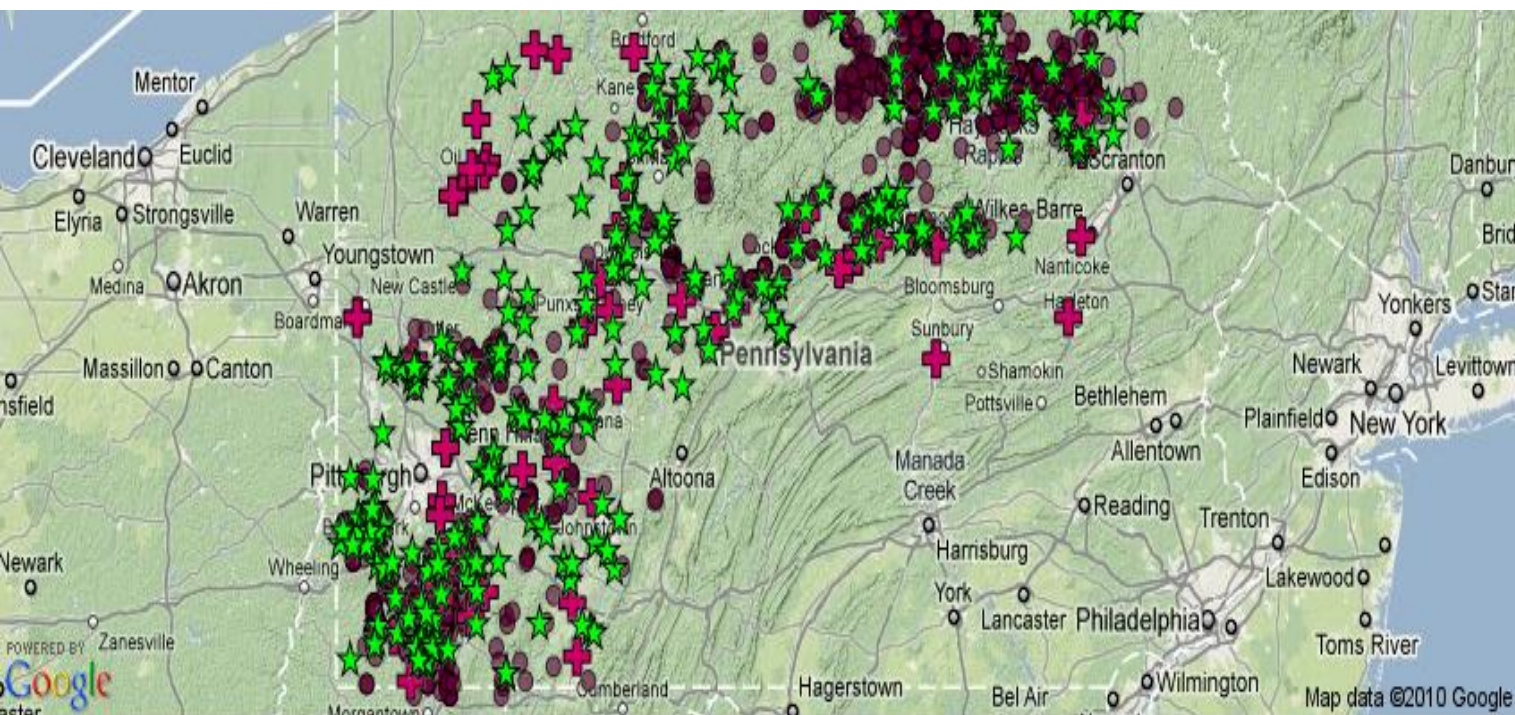 Bradford
Mentor
Kane
Cleveland
Euclid
Oil
Scranton
Danbury
Elyria
Strongsville
Warren
Wilkes-Barre
Youngstown
Medina
Akron
New Castle
Nanticoke
Bloomsburg
Boardman
Hazleton
Yonkers
Sunbury
Pennsylvania
Massillon
Canton
Shamokin
Newark
Levittown
nsfield
Pottsville
Bethlehem
Plainfield
New York
Allentown
Edison
Altoona
Manada
Creek
Reading
Trenton
Johnstown
Harrisburg
Newark
Wheeling
Lakewood
York
Lancaster
Philadelphia
Zanesville
Toms River
POWERED BY
Google
Cumberland
Hagerstown
Wilmington
Bel Air
Map data ©2010 Google
Morgantown